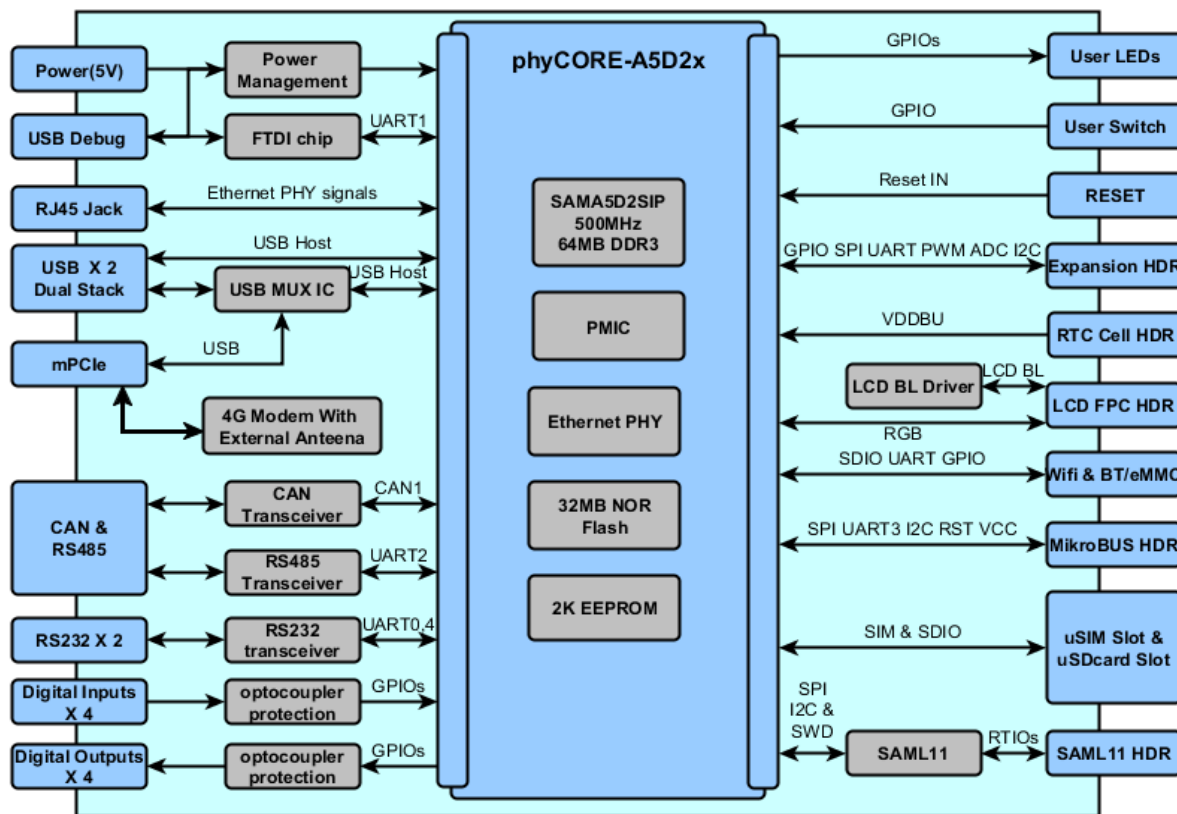 Power(5V)
Power
Management
USB Debug
FTDI chip
UART1
RJ45 Jack
Ethernet PHY signals
USB X 2
Dual Stack
USB Host
USB MUX IC
USB Host
mPCIe
USB
4G Modem With
External Anteena
CAN &
RS485
CAN
Transceiver
CAN1
RS485
Transceiver
UART2
RS232 X 2
RS232
transceiver
UART0,4
Digital Inputs
X 4
optocoupler
protection
GPIOs
Digital Outputs
X 4
optocoupler
protection
GPIOs
phyCORE-A5D2x
SAMA5D2SIP
500MHz
64MB DDR3
PMIC
Ethernet PHY
32MB NOR
Flash
2K EEPROM
GPIOs
User LEDs
GPIO
User Switch
Reset IN
RESET
GPIO SPI UART PWM ADC I2C
Expansion HDR
VDDBU
RTC Cell HDR
LCD BL Driver
LCD BL
LCD FPC HDR
RGB
SDIO UART GPIO
Wifi & BT/eMMC
SPI UART3 I2C RST VCC
MikroBUS HDR
SIM & SDIO
uSIM Slot &
uSDcard Slot
SPI
I2C &
SWD
SAML11
RTIOs
SAML11 HDR